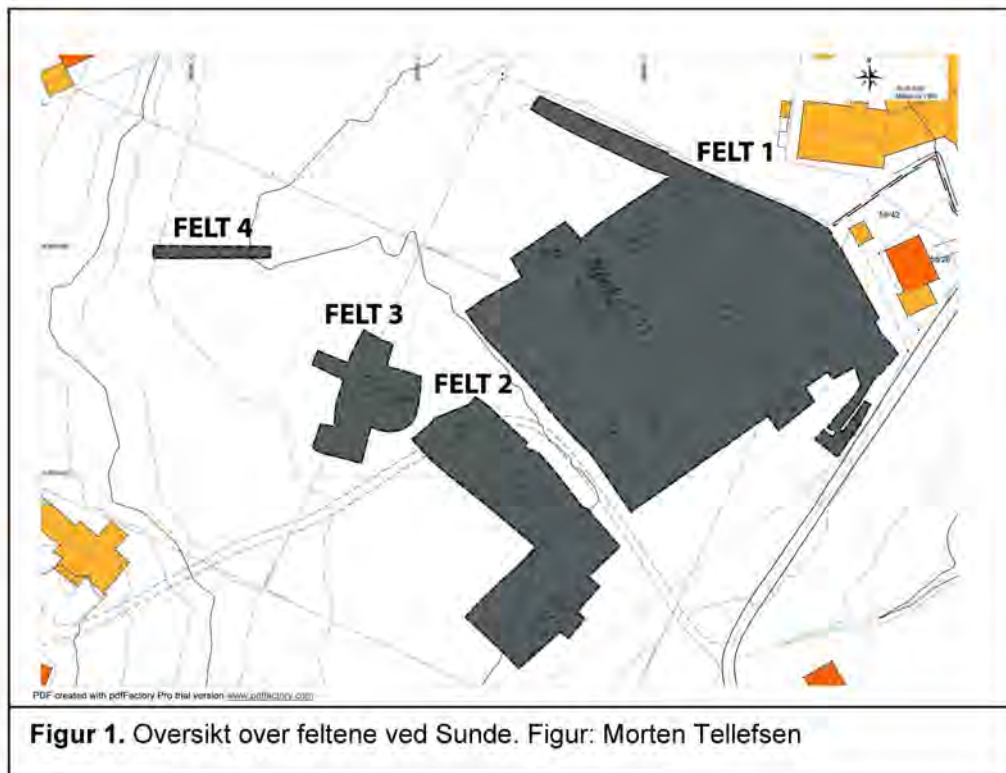 FELT 1
FELT 4
FELT 3
FELT 2
PDF created with pdfFactory Pro trial version www.pdffactory.com
Figur 1. Oversikt over feltene ved Sunde. Figur: Morten Tellefsen